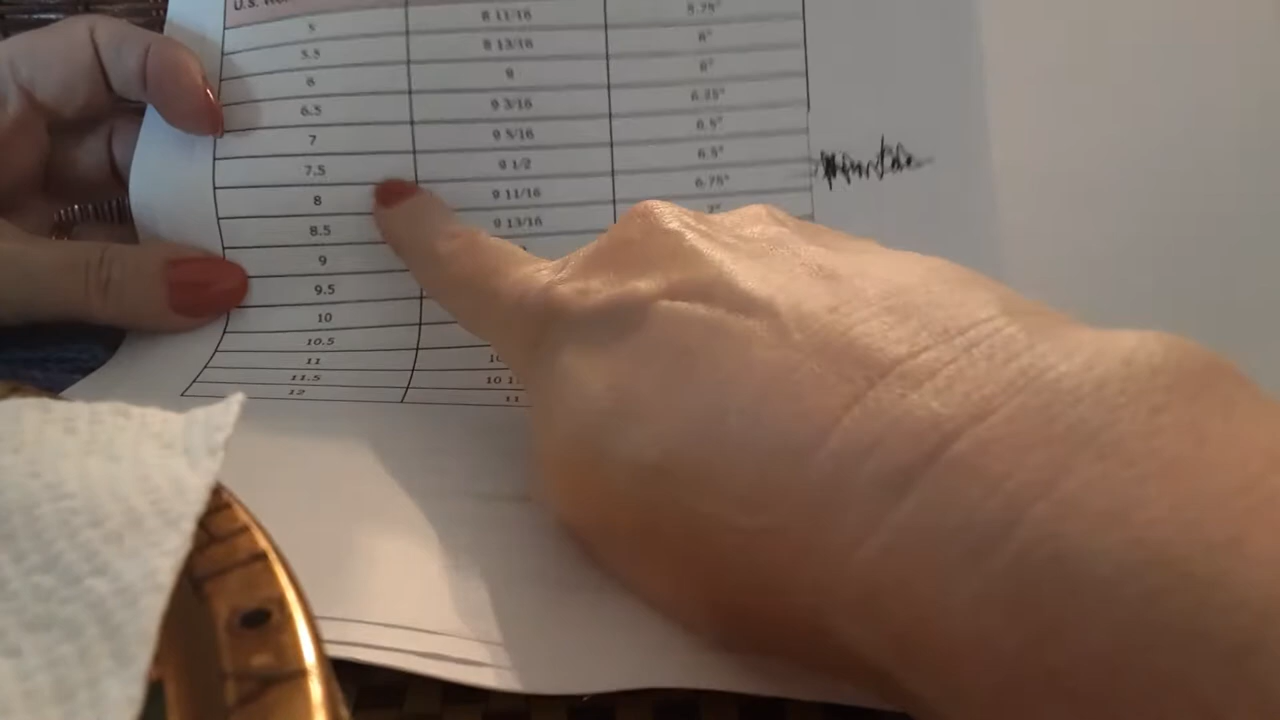 U.S.
5 8 11/16 5.75"
5.5 8 13/16 6"
6 9 6"
6.5 9 3/16 6.25"
7 9 5/16 6.5"
7.5 9 1/2 6.5"
8 9 11/16 6.75"
8.5 9 13/16 7"
9
9.5
10
10.5
11
11.5
12